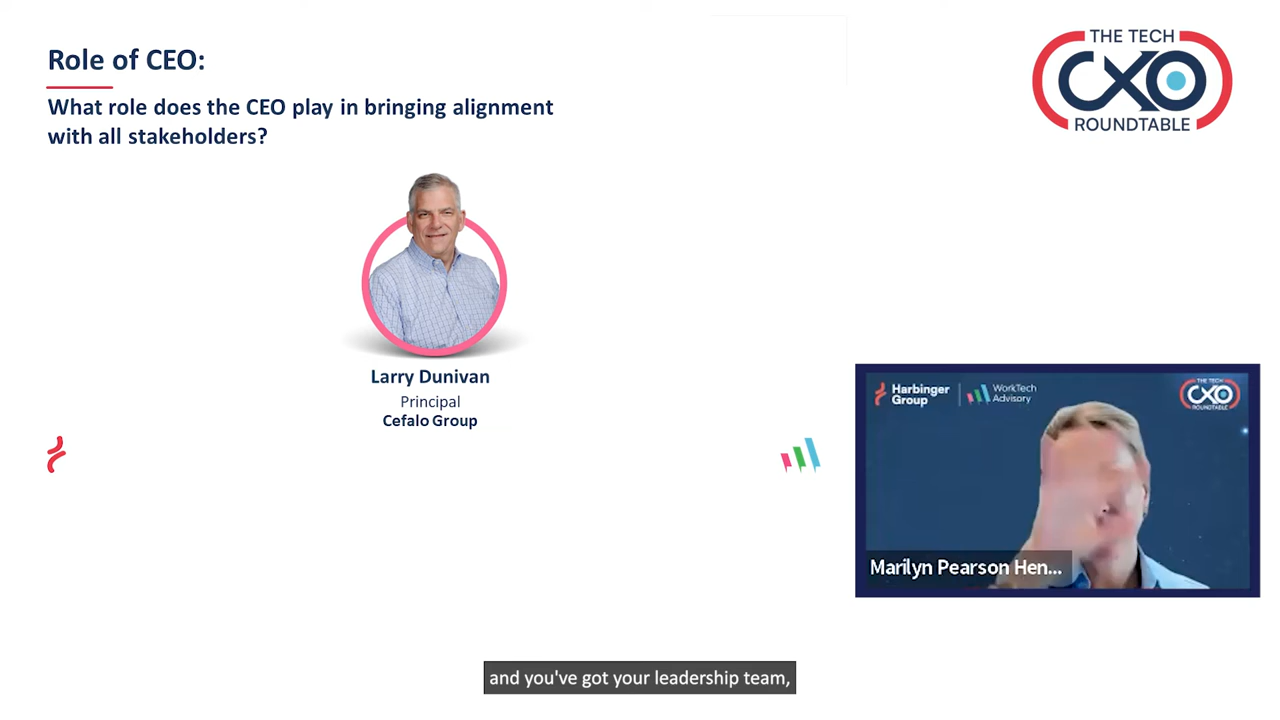 Role of CEO:
What role does the CEO play in bringing alignment
with all stakeholders?
THE TECH
CXO
ROUNDTABLE
Larry Dunivan
Principal
Cefalo Group
Harbinger
Group
WorkTech
Advisory
THE TECH
CXO
ROUNDTABLE
Marilyn Pearson Hen...
and you've got your leadership team,